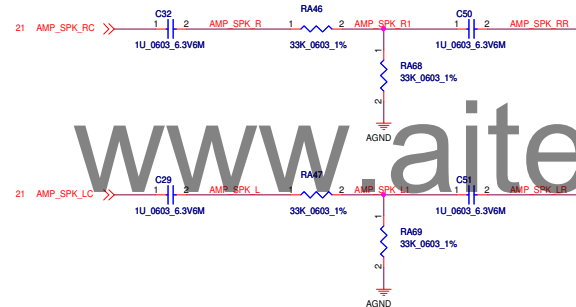 C32 AMP_SPK_R RA46 AMP_SPK_R1 C50 AMP_SPK_RR
21 AMP_SPK_RC 1 2 1 2 1 2
1U_0603_6.3V6M 33K_0603_1% 1U_0603_6.3V6M
1
RA68
33K_0603_1%
2
AGND
www.aite
C29 AMP_SPK_L RA47 AMP_SPK_L1 C51 AMP_SPK_LR
21 AMP_SPK_LC 1 2 1 2 1 2
1U_0603_6.3V6M 33K_0603_1% 1U_0603_6.3V6M
1
RA69
33K_0603_1%
2
AGND